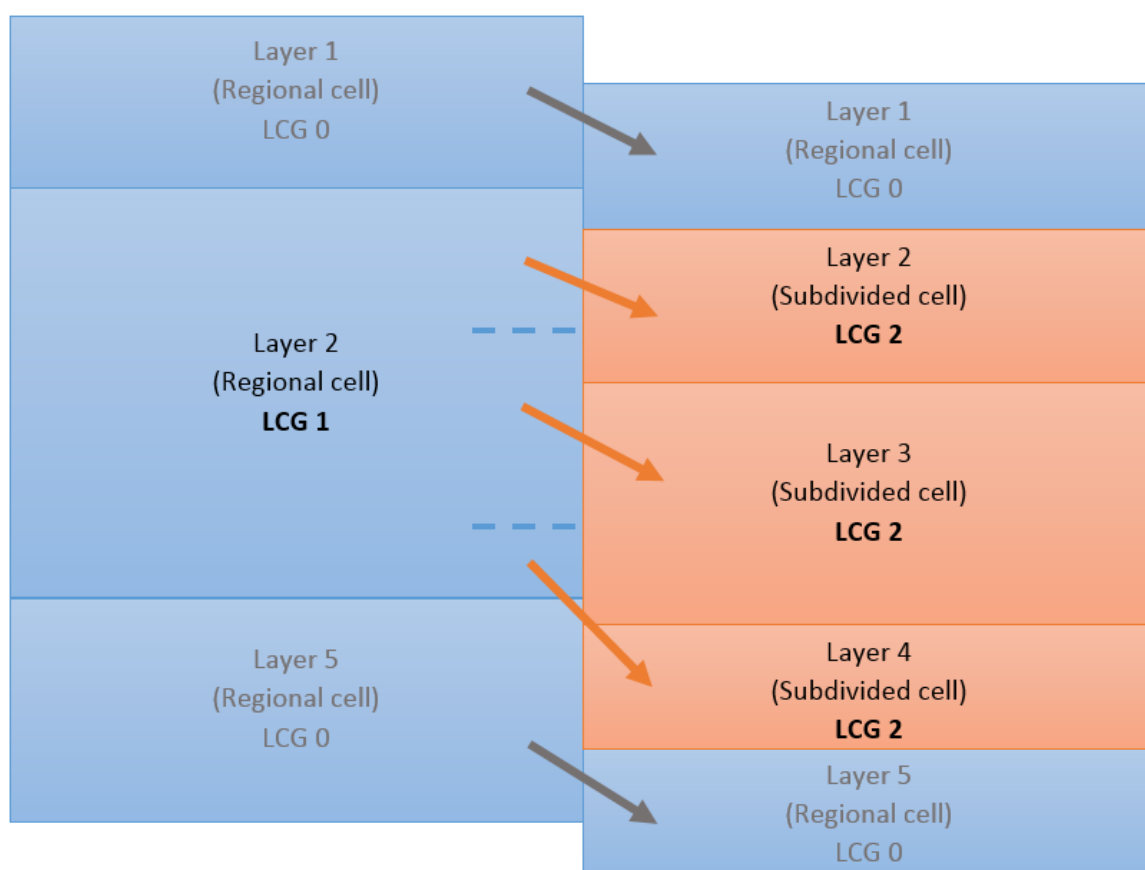 Layer 1
(Regional cell)
LCG 0
Layer 2
(Regional cell)
LCG 1
Layer 5
(Regional cell)
LCG 0
Layer 1
(Regional cell)
LCG 0
Layer 2
(Subdivided cell)
LCG 2
Layer 3
(Subdivided cell)
LCG 2
Layer 4
(Subdivided cell)
LCG 2
Layer 5
(Regional cell)
LCG 0